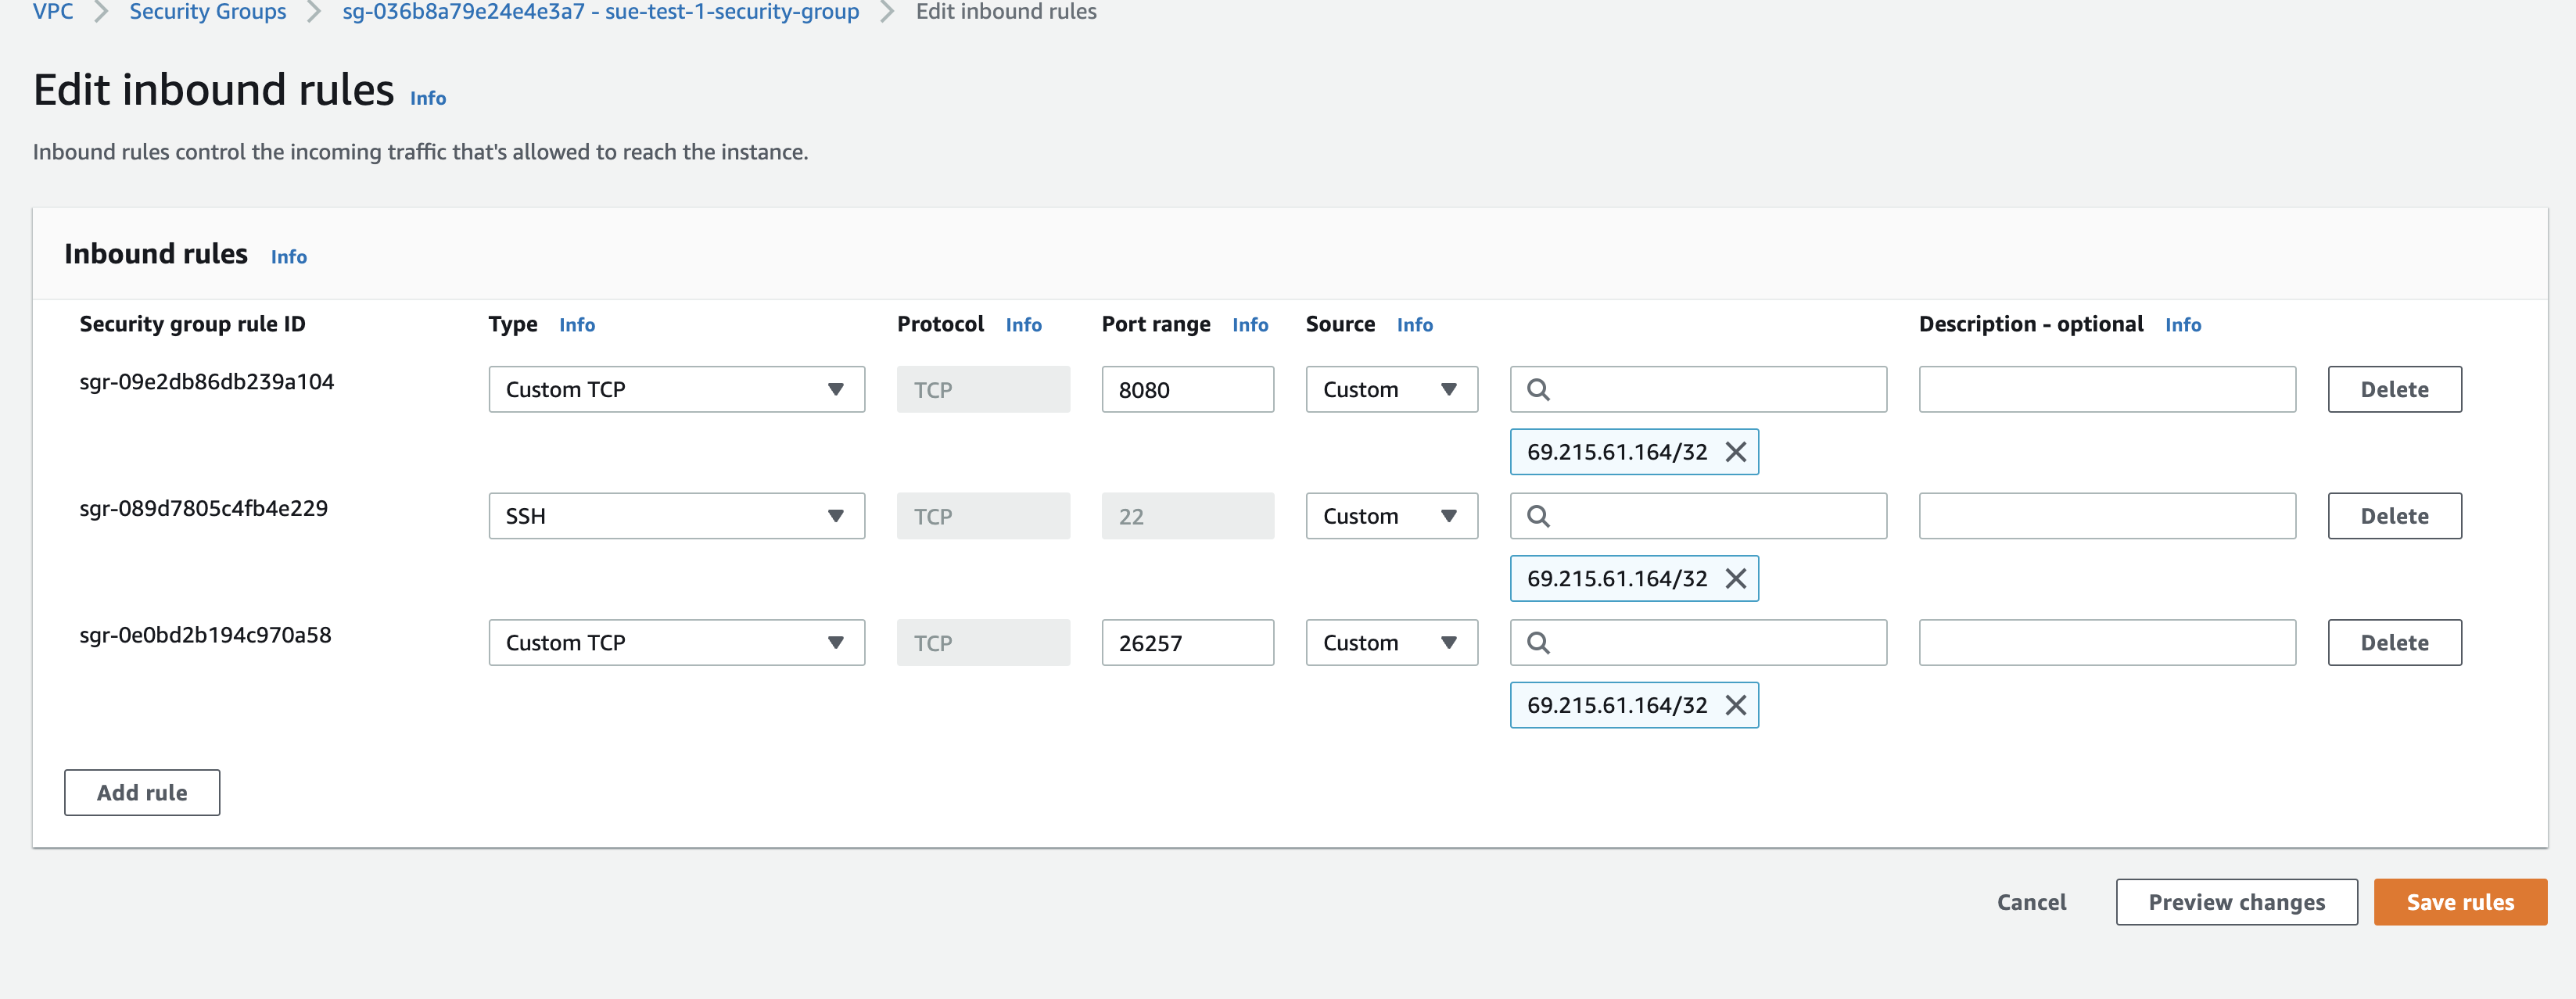 VPC > Security Groups > sg-036b8a79e24e4e3a7 - sue-test-1-security-group > Edit inbound rules
Edit inbound rules Info
Inbound rules control the incoming traffic that's allowed to reach the instance.
Inbound rules Info
Security group rule ID Type Info Protocol Info Port range Info Source Info Description - optional Info
sgr-09e2db86db239a104 Custom TCP TCP 8080 Custom Delete
69.215.61.164/32
sgr-089d7805c4fb4e229 SSH TCP 22 Custom Delete
69.215.61.164/32
sgr-0e0bd2b194c970a58 Custom TCP TCP 26257 Custom Delete
69.215.61.164/32
Add rule
Cancel Preview changes Save rules